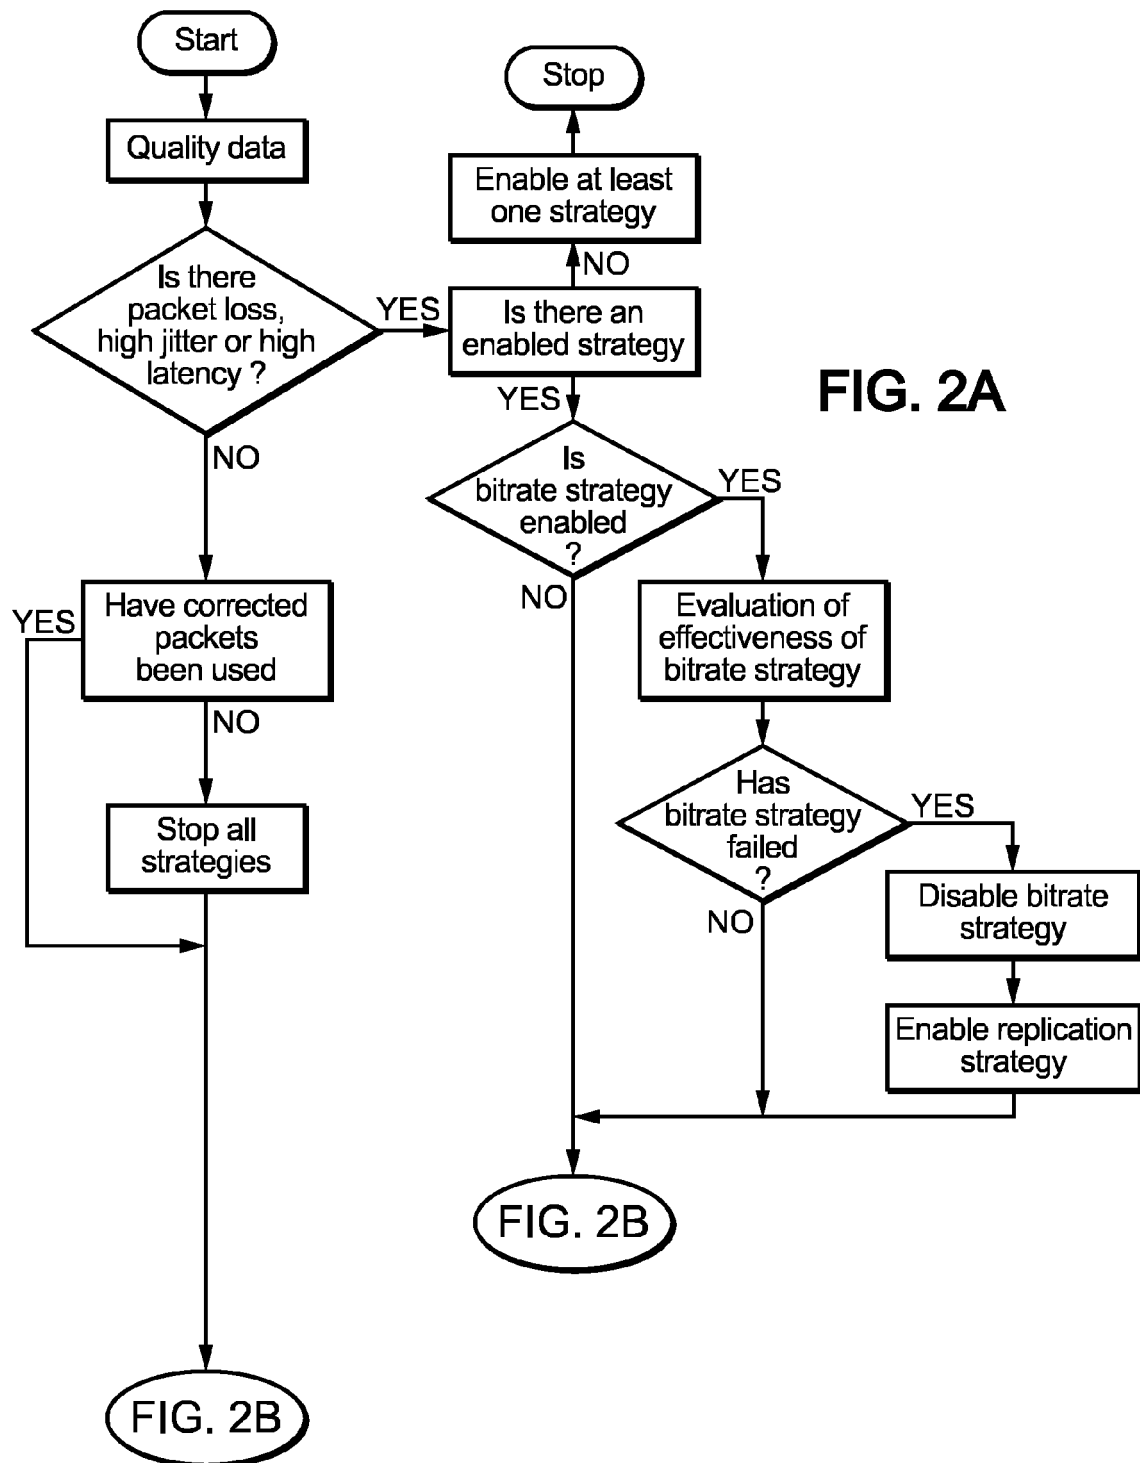 Start
Quality data
Is there
packet loss,
high jitter or high
latency ?
YES
NO
Have corrected
packets
been used
YES
NO
Stop all
strategies
FIG. 2B
Stop
Enable at least
one strategy
NO
Is there an
enabled strategy
YES
FIG. 2A
Is
bitrate strategy
enabled
?
YES
NO
Evaluation of
effectiveness of
bitrate strategy
Has
bitrate strategy
failed
?
YES
NO
Disable bitrate
strategy
Enable replication
strategy
FIG. 2B